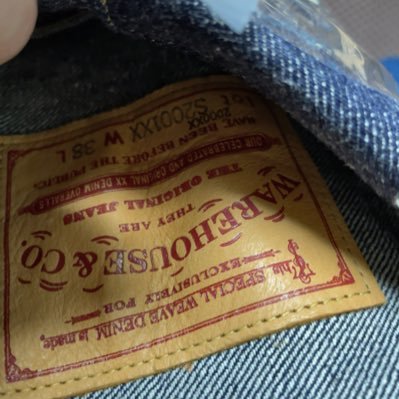 The SPECIAL WEAVE DENIM is made,
EXCLUSIVELY FOR
WAREHOUSE & CO.
THEY ARE
THE ORIGINAL JEANS
OUR CELEBRATED AND ORIGINAL XX DENIM OVERALLS
HAVE BEEN BEFORE THE PUBLIC
S2001XX W 38 L
2000XX